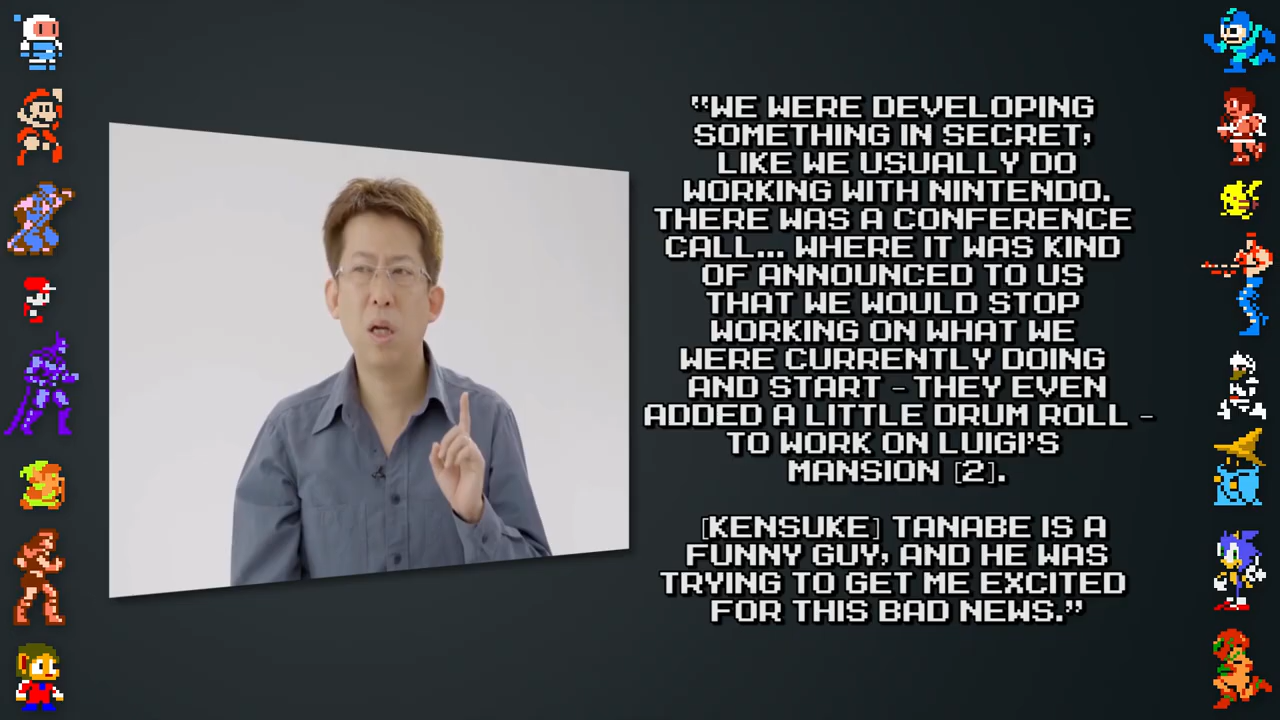 "WE WERE DEVELOPING
SOMETHING IN SECRET,
LIKE WE USUALLY DO
WORKING WITH NINTENDO.
THERE WAS A CONFERENCE
CALL... WHERE IT WAS KIND
OF ANNOUNCED TO US
THAT WE WOULD STOP
WORKING ON WHAT WE
WERE CURRENTLY DOING
AND START - THEY EVEN
ADDED A LITTLE DRUM ROLL -
TO WORK ON LUIGI'S
MANSION [2].
[KENSUKE] TANABE IS A
FUNNY GUY, AND HE WAS
TRYING TO GET ME EXCITED
FOR THIS BAD NEWS."